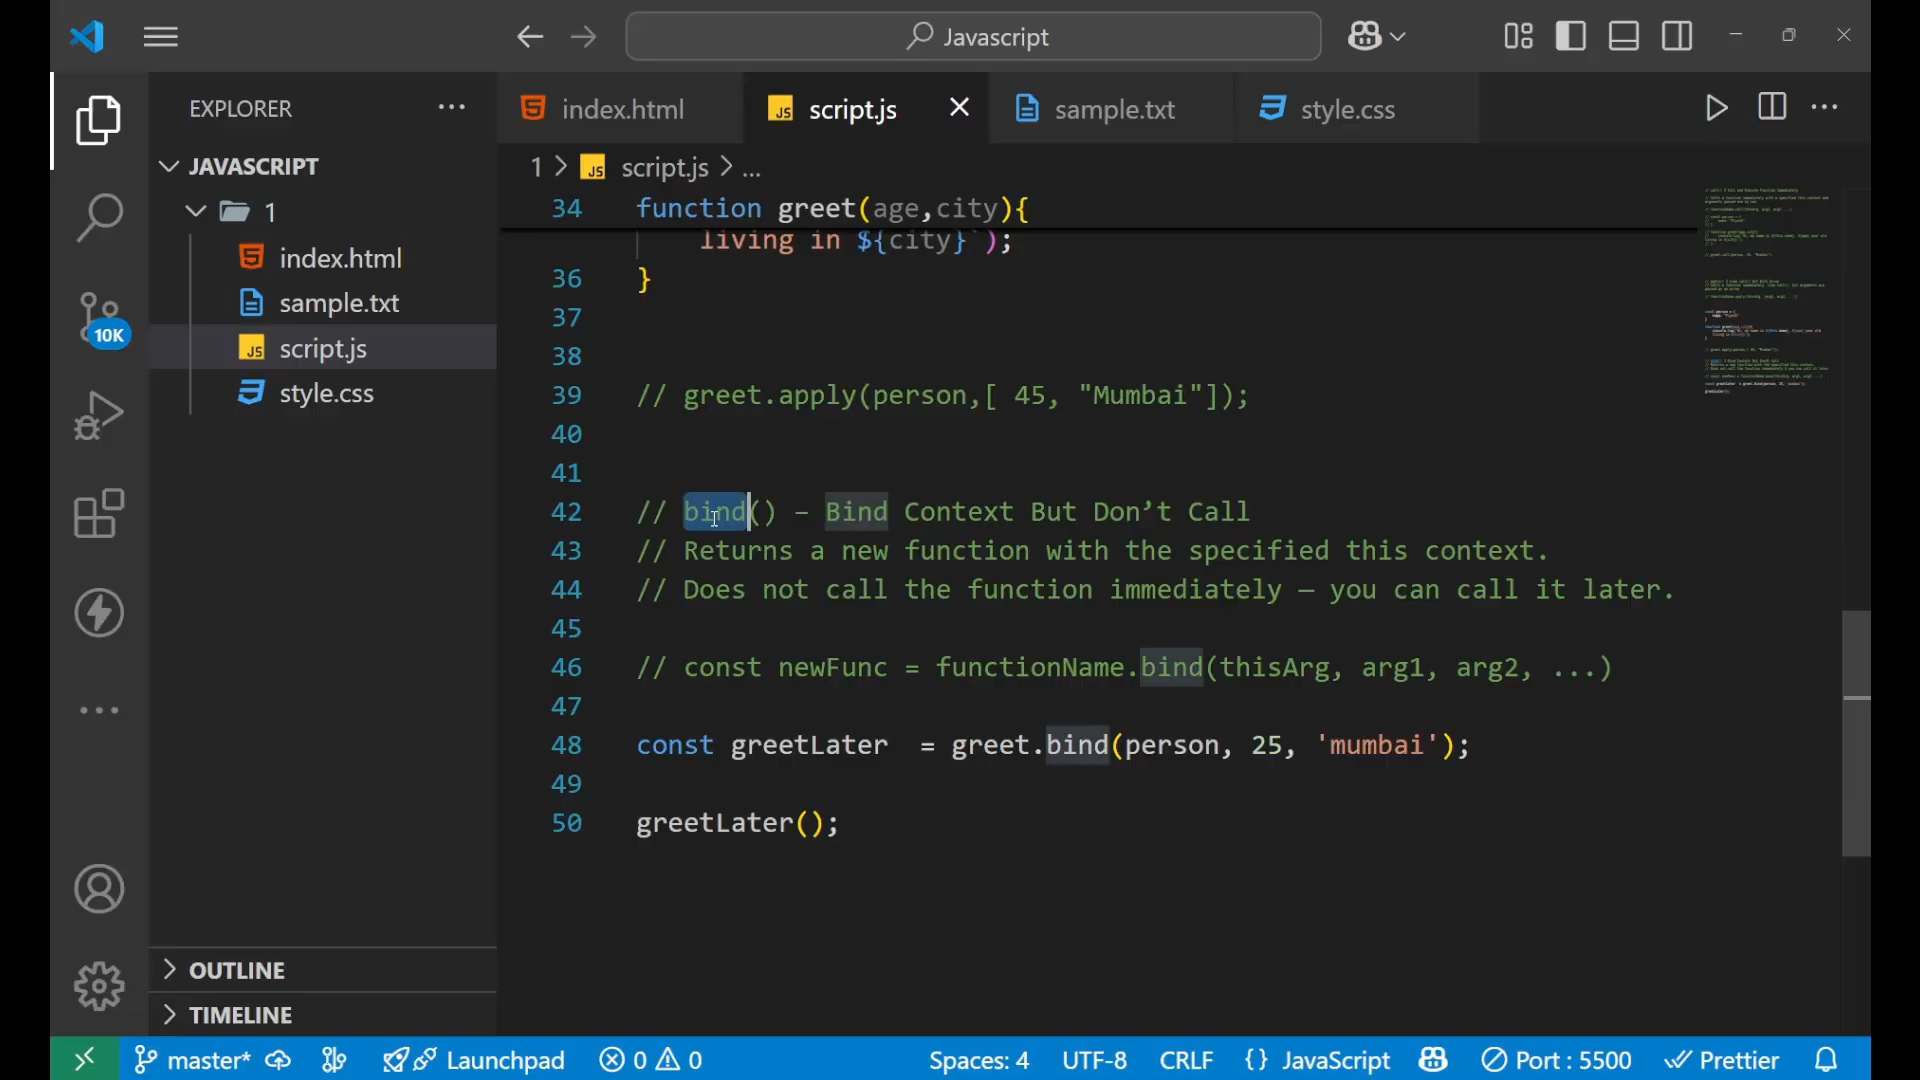 Javascript
EXPLORER
index.html
script.js
sample.txt
style.css
JAVASCRIPT
1
index.html
sample.txt
script.js
style.css
10K
OUTLINE
TIMELINE
1 > script.js > ...
34 function greet(age,city){
living in ${city}`);
36 }
37
38
39 // greet.apply(person,[ 45, "Mumbai"]);
40
41
42 // bind() – Bind Context But Don’t Call
43 // Returns a new function with the specified this context.
44 // Does not call the function immediately — you can call it later.
45
46 // const newFunc = functionName.bind(thisArg, arg1, arg2, ...)
47
48 const greetLater  = greet.bind(person, 25, 'mumbai');
49
50 greetLater();
master* Launchpad 0 0 Spaces: 4 UTF-8 CRLF {} JavaScript Port : 5500 Prettier